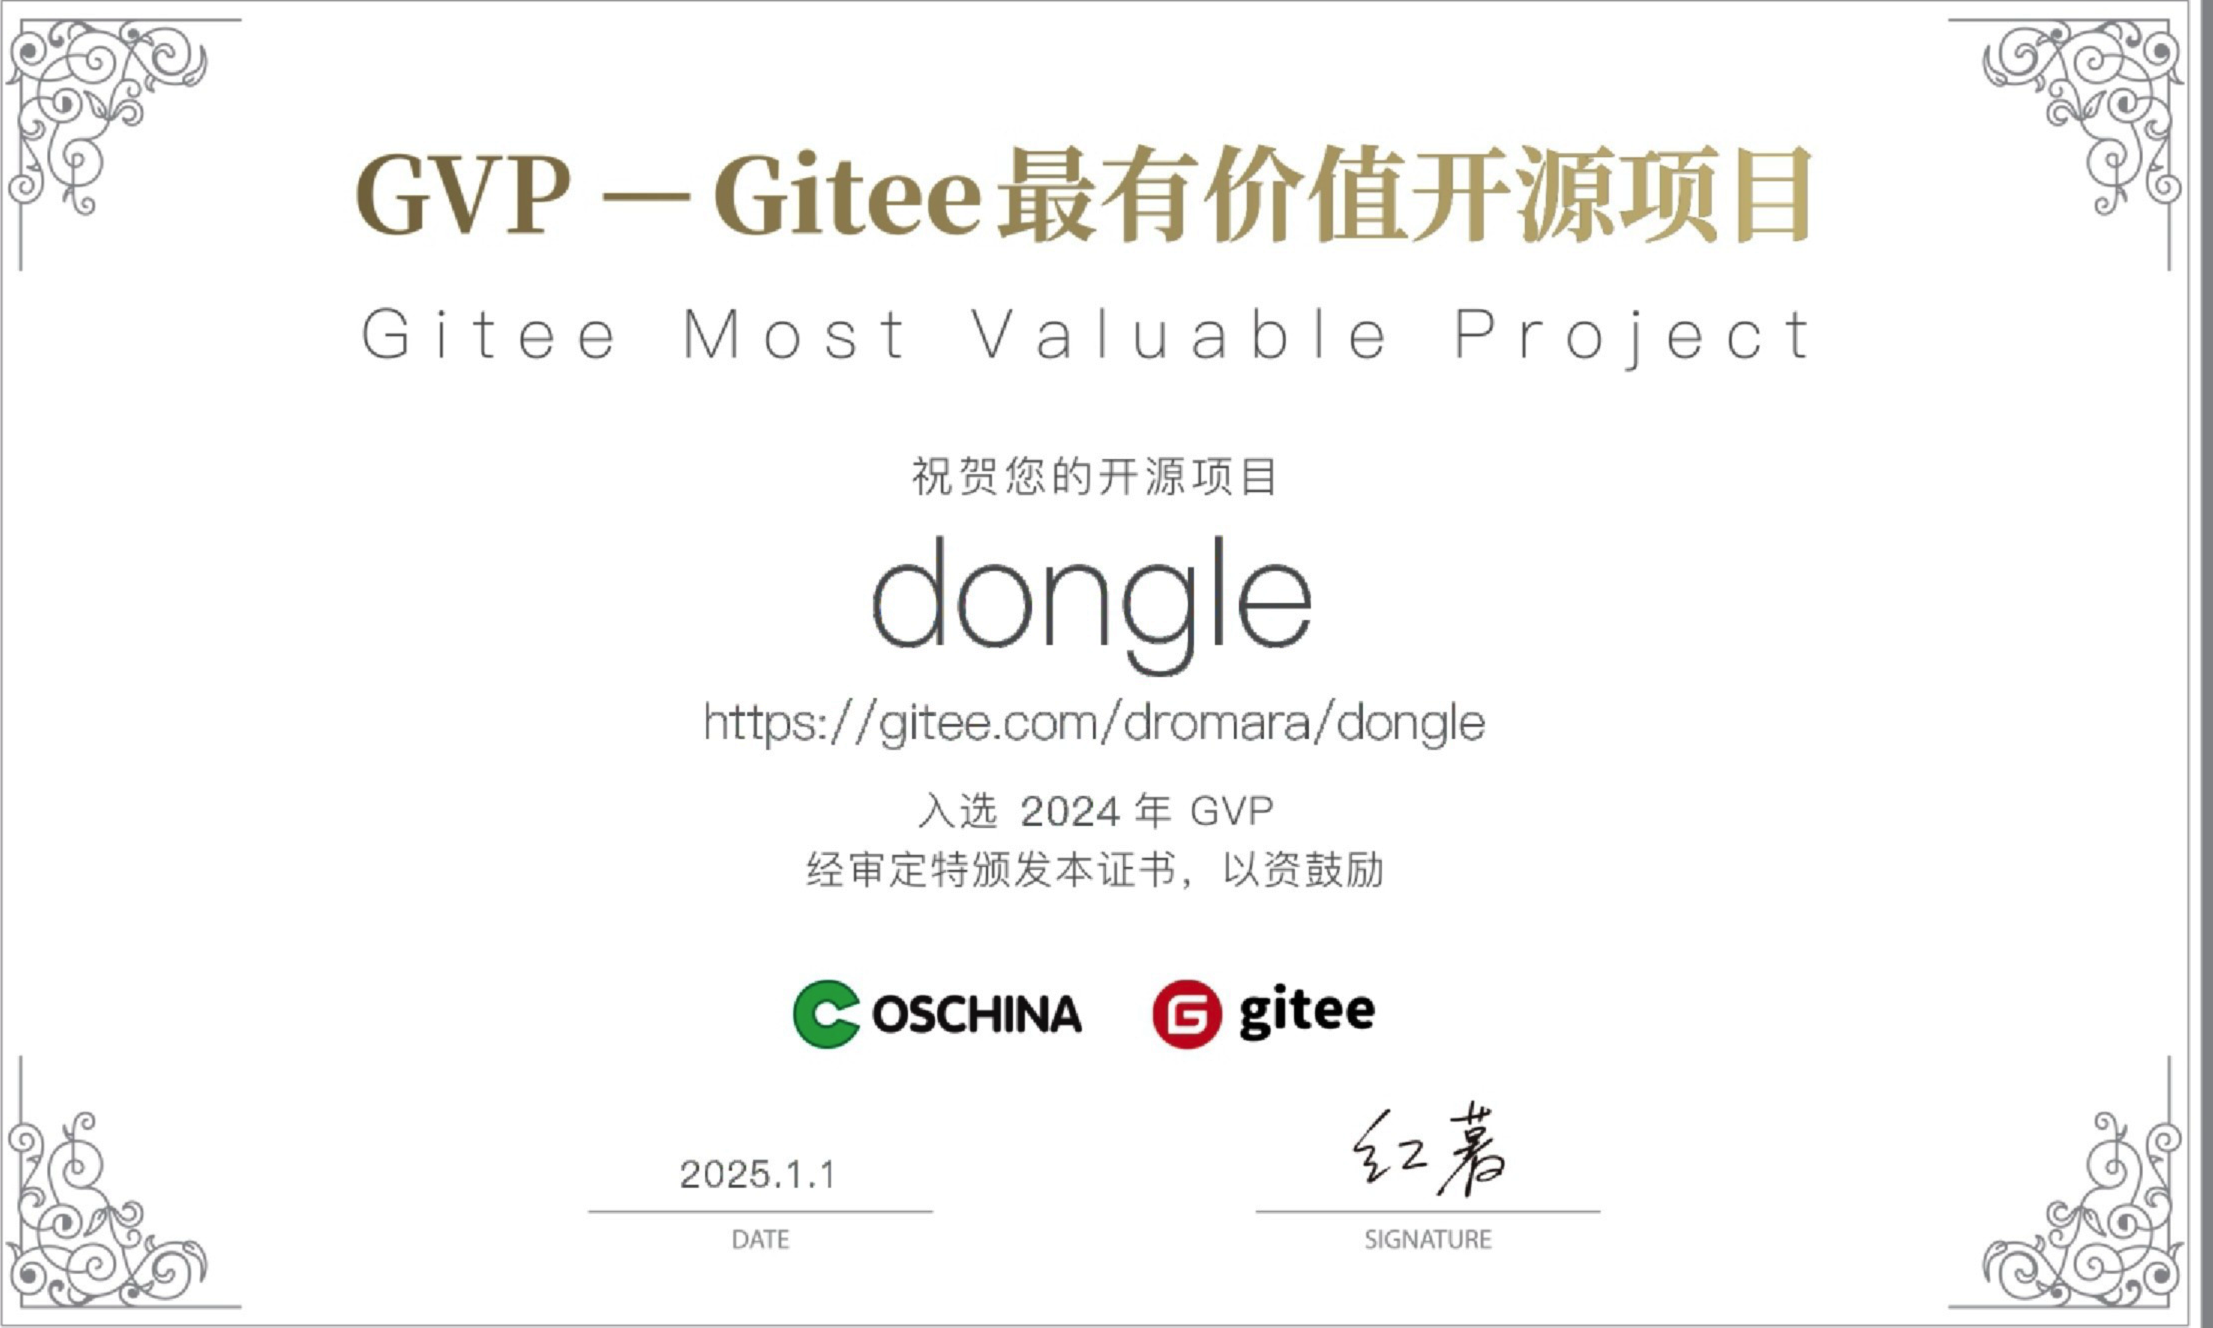 GVP — Gitee最有价值开源项目
Gitee Most Valuable Project
祝贺您的开源项目
dongle
https://gitee.com/dromara/dongle
入选 2024 年 GVP
经审定特颁发本证书，以资鼓励
OSCHINA gitee
2025.1.1 红薯
DATE SIGNATURE